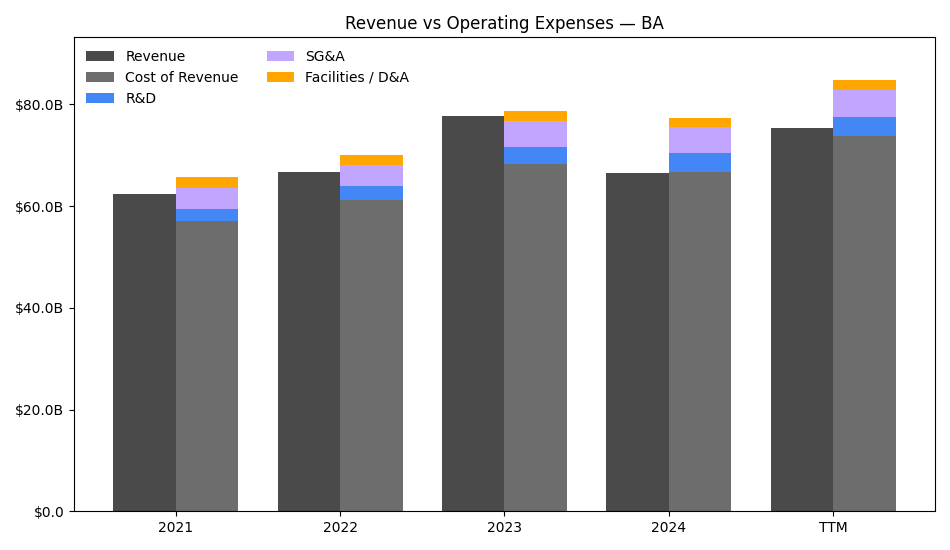 Revenue vs Operating Expenses — BA
Revenue
Cost of Revenue
R&D
SG&A
Facilities / D&A
$80.0B
$60.0B
$40.0B
$20.0B
$0.0
2021
2022
2023
2024
TTM